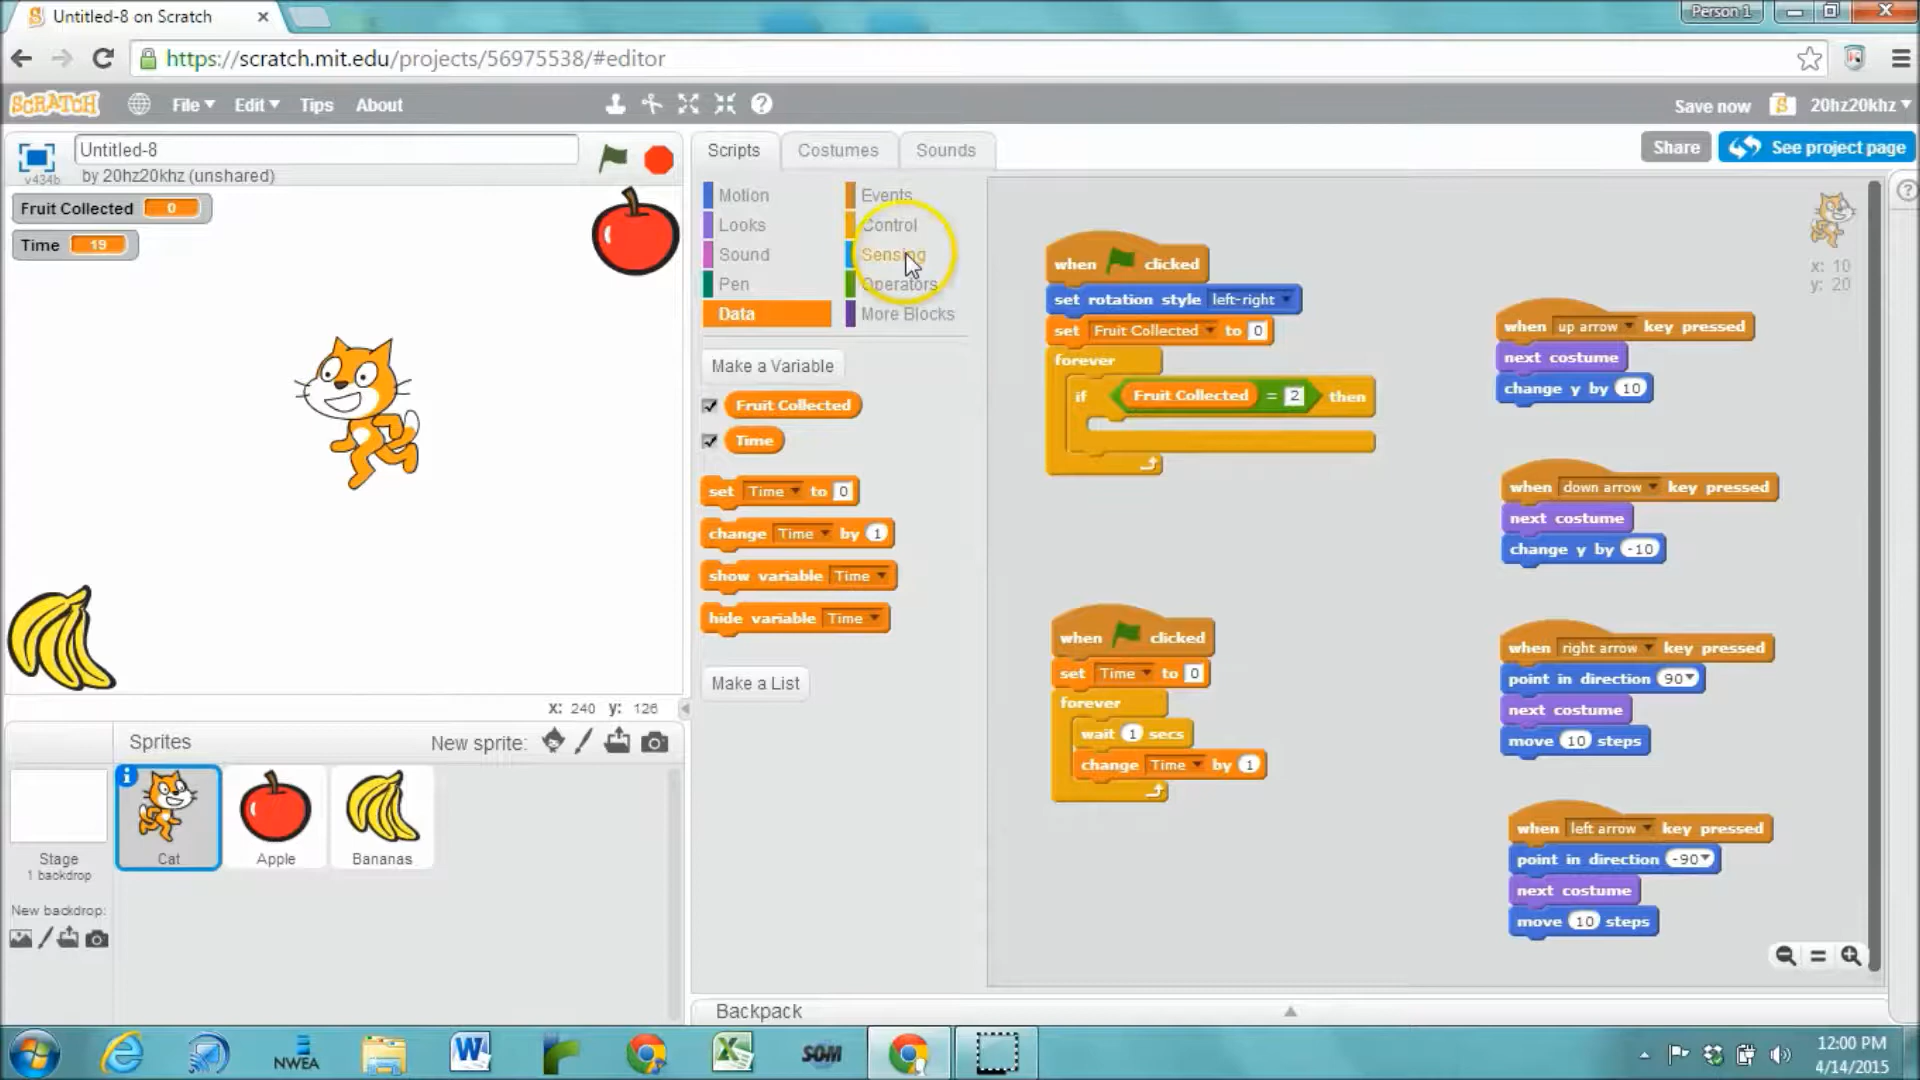 Untitled-8 on Scratch
Person 1
https://scratch.mit.edu/projects/56975538/#editor
SCRATCH
File
Edit
Tips
About
Save now
S
20hz20khz
Untitled-8
by 20hz20khz (unshared)
v434b
Scripts
Costumes
Sounds
Share
See project page
?
Fruit Collected 0
Time 19
Motion
Looks
Sound
Pen
Data
Events
Control
Sensing
Operators
More Blocks
Make a Variable
Fruit Collected
Time
set Time to 0
change Time by 1
show variable Time
hide variable Time
Make a List
when clicked
set rotation style left-right
set Fruit Collected to 0
forever
if Fruit Collected = 2 then
when clicked
set Time to 0
forever
wait 1 secs
change Time by 1
x: 10
y: 20
when up arrow key pressed
next costume
change y by 10
when down arrow key pressed
next costume
change y by -10
when right arrow key pressed
point in direction 90
next costume
move 10 steps
when left arrow key pressed
point in direction -90
next costume
move 10 steps
x: 240 y: 126
Sprites
New sprite:
Stage
1 backdrop
New backdrop:
i
Cat
Apple
Bananas
Backpack
NWEA
W
X
SOM
12:00 PM
4/14/2015